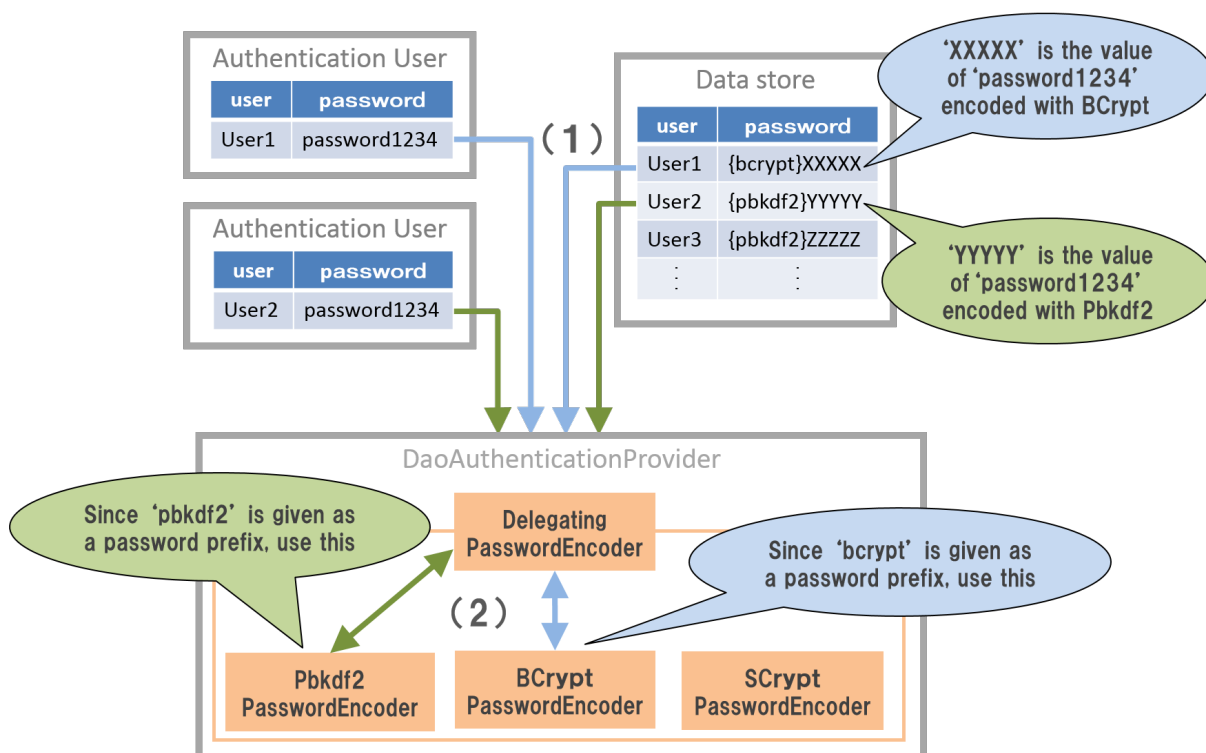 Authentication User
user password
User1 password1234
(1)
Data store
user password
User1 {bcrypt}XXXXX
User2 {pbkdf2}YYYYY
User3 {pbkdf2}ZZZZZ
⋮ ⋮
‘XXXXX’ is the value
of ‘password1234’
encoded with BCrypt
Authentication User
user password
User2 password1234
‘YYYYY’ is the value
of ‘password1234’
encoded with Pbkdf2
DaoAuthenticationProvider
Since ‘pbkdf2’ is given as
a password prefix, use this
Delegating
PasswordEncoder
Since ‘bcrypt’ is given as
a password prefix, use this
(2)
Pbkdf2
PasswordEncoder
BCrypt
PasswordEncoder
SCrypt
PasswordEncoder